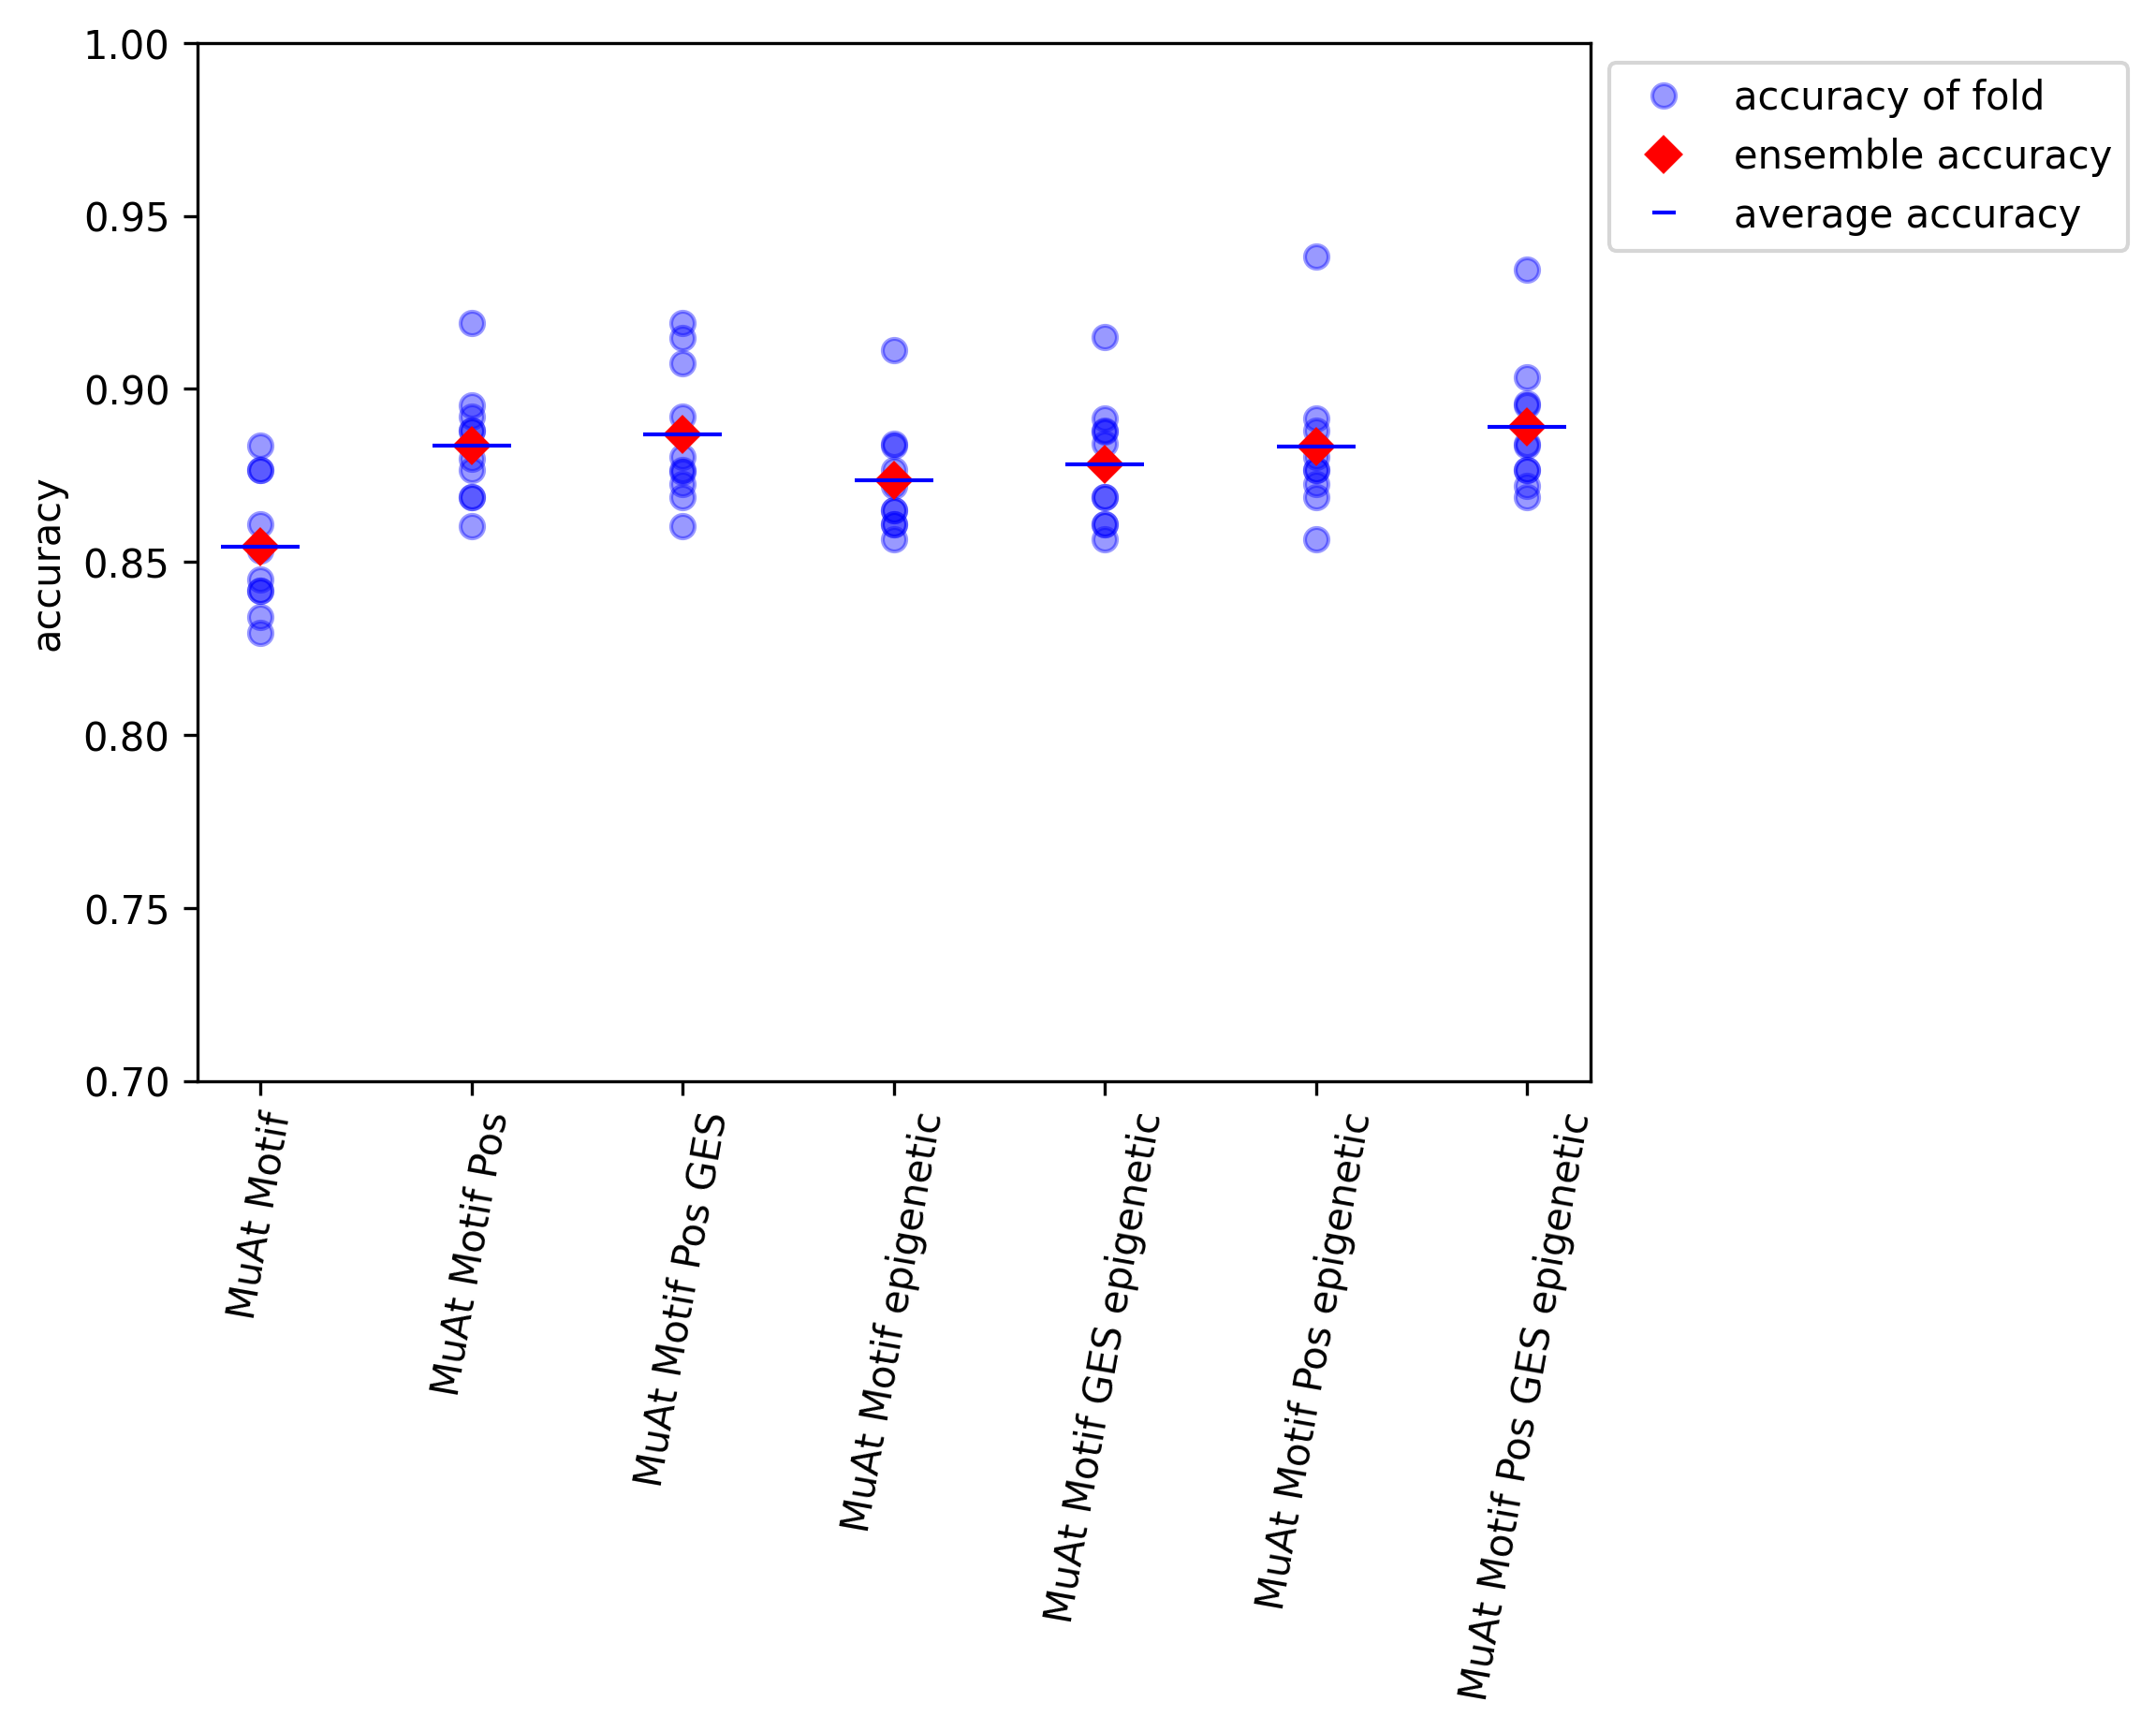 1.00
0.95
0.90
0.85
0.80
0.75
0.70
accuracy
accuracy of fold
ensemble accuracy
average accuracy
MuAt Motif
MuAt Motif Pos
MuAt Motif Pos GES
MuAt Motif epigenetic
MuAt Motif GES epigenetic
MuAt Motif Pos epigenetic
MuAt Motif Pos GES epigenetic